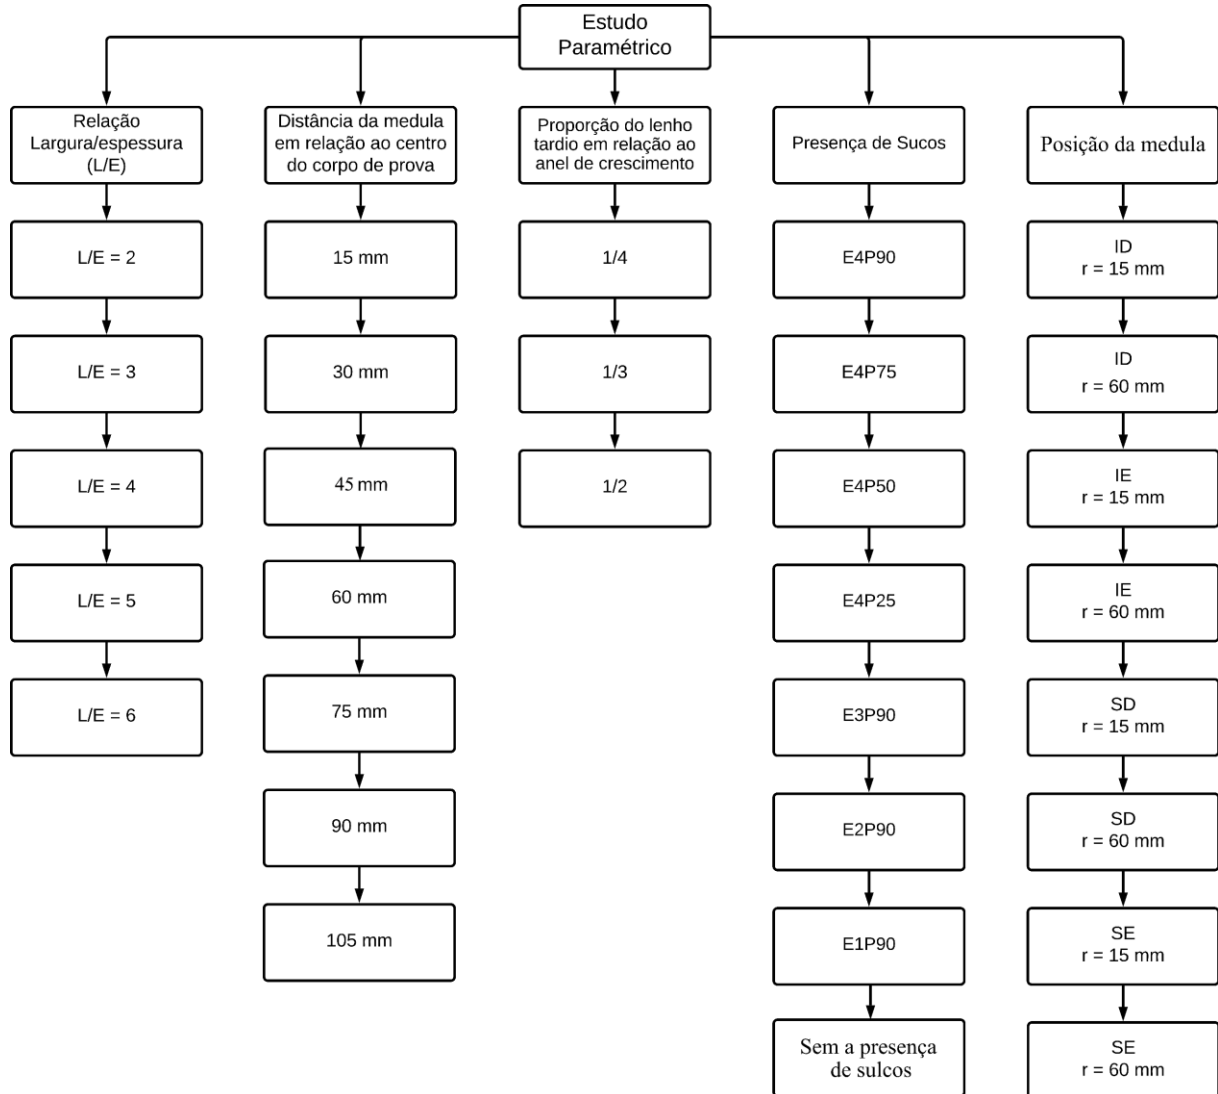 Estudo
Paramétrico
Relação
Largura/espessura
(L/E)
L/E = 2
L/E = 3
L/E = 4
L/E = 5
L/E = 6
Distância da medula
em relação ao centro
do corpo de prova
15 mm
30 mm
45 mm
60 mm
75 mm
90 mm
105 mm
Proporção do lenho
tardio em relação ao
anel de crescimento
1/4
1/3
1/2
Presença de Sucos
E4P90
E4P75
E4P50
E4P25
E3P90
E2P90
E1P90
Sem a presença
de sulcos
Posição da medula
ID
r = 15 mm
ID
r = 60 mm
IE
r = 15 mm
IE
r = 60 mm
SD
r = 15 mm
SD
r = 60 mm
SE
r = 15 mm
SE
r = 60 mm